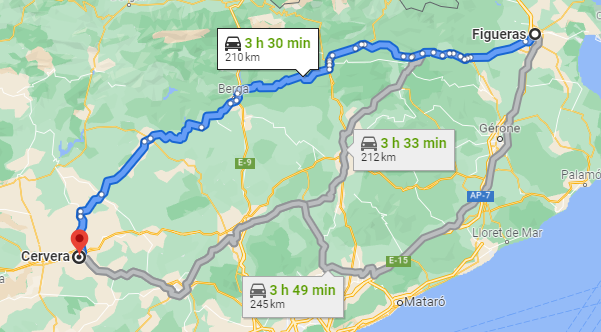 3 h 30 min
210 km
Figueras
Berga
Gérone
3 h 33 min
212 km
E-9
Palamó
AP-7
Lloret de Mar
Cervera
E-15
3 h 49 min
245 km
Mataró